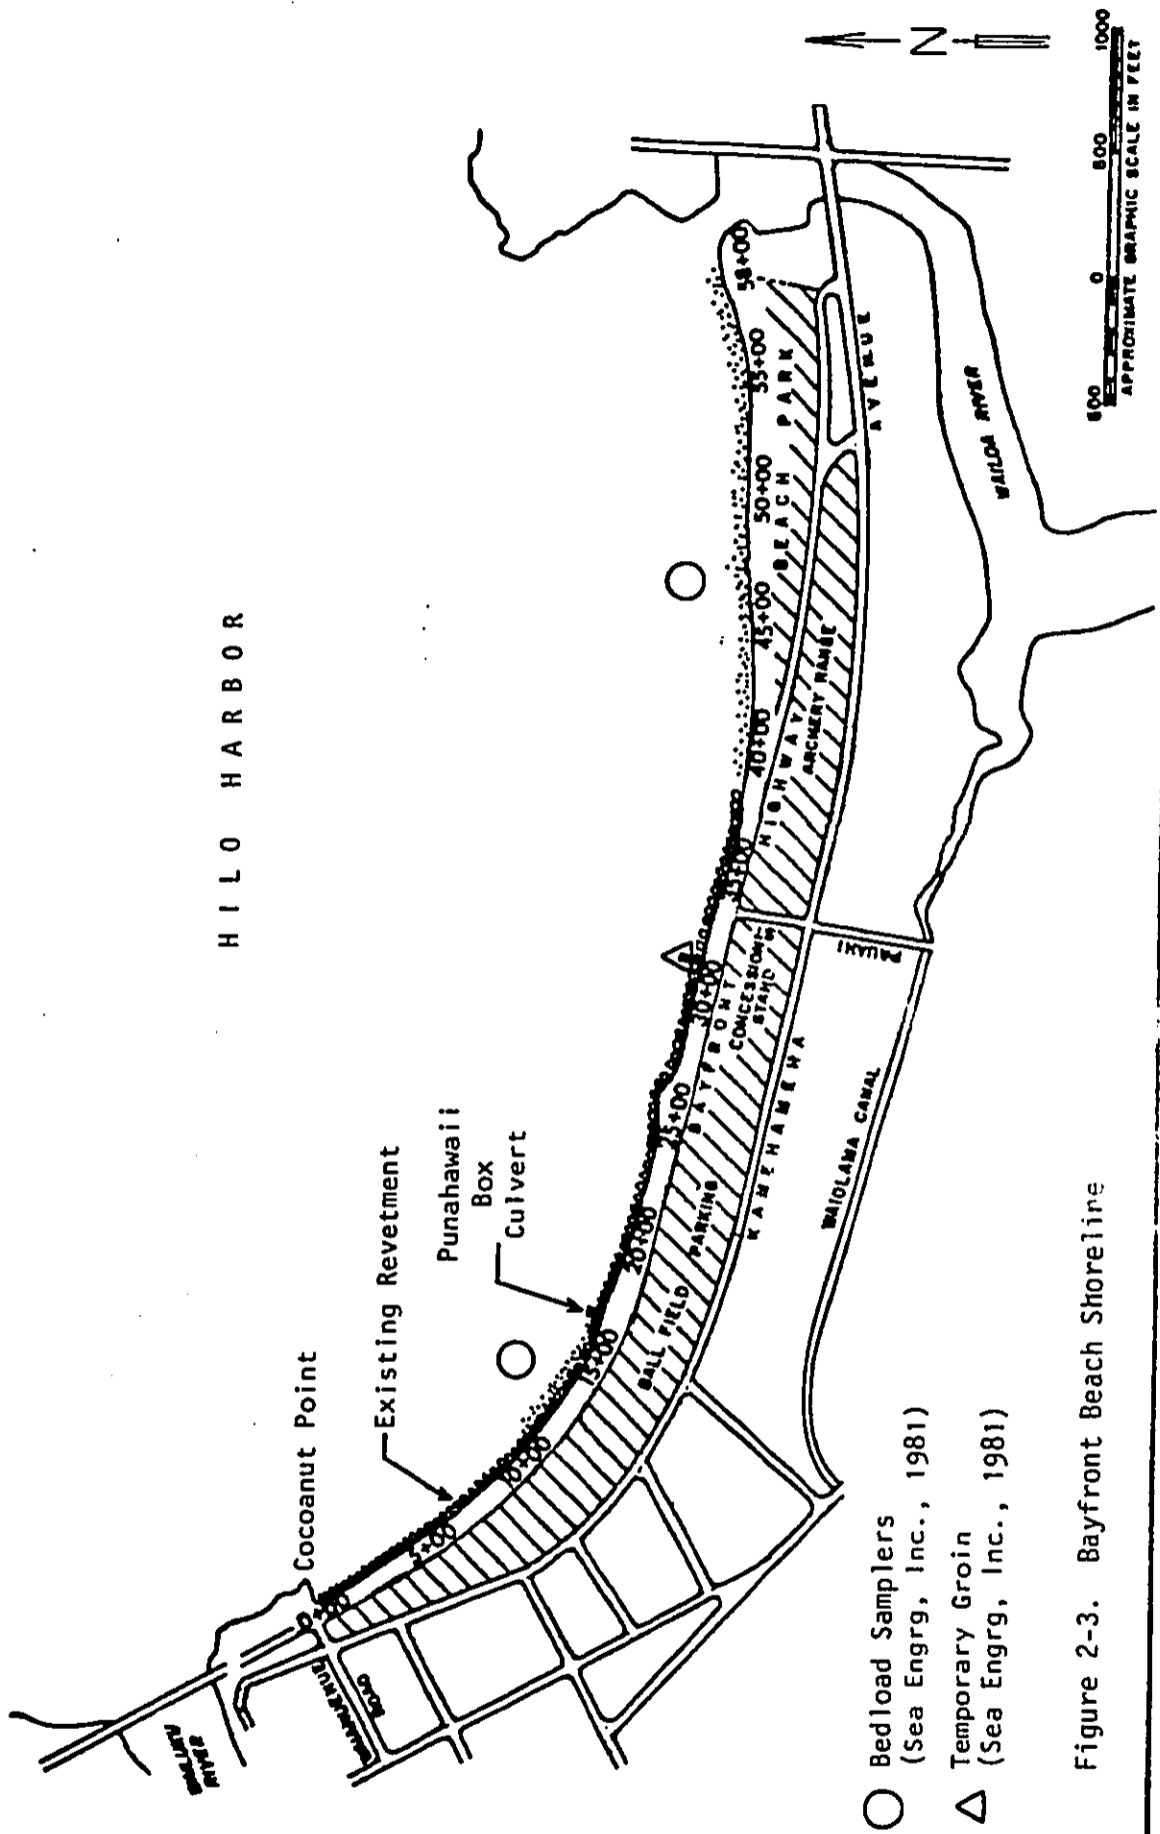 HILO HARBOR
Cocoanut Point
Existing Revetment
Punahawaii
Box
Culvert
WAILUKU
RIVER
WAIANUENUE
ROAD
0+00
5+00
10+00
15+00
20+00
25+00
30+00
35+00
40+00
45+00
50+00
55+00
58+00
BALL FIELD
PARKING
BAYFRONT
HIGHWAY
CONCESSION
STAND
ARCHERY RANGE
BEACH PARK
KAMEHAMEHA
AVENUE
PAUAHI
WAIOLAMA CANAL
WAILOA RIVER
N
Bedload Samplers
(Sea Engrg, Inc., 1981)
Temporary Groin
(Sea Engrg, Inc., 1981)
0
1000
APPROXIMATE GRAPHIC SCALE IN FEET
Figure 2-3. Bayfront Beach Shoreline